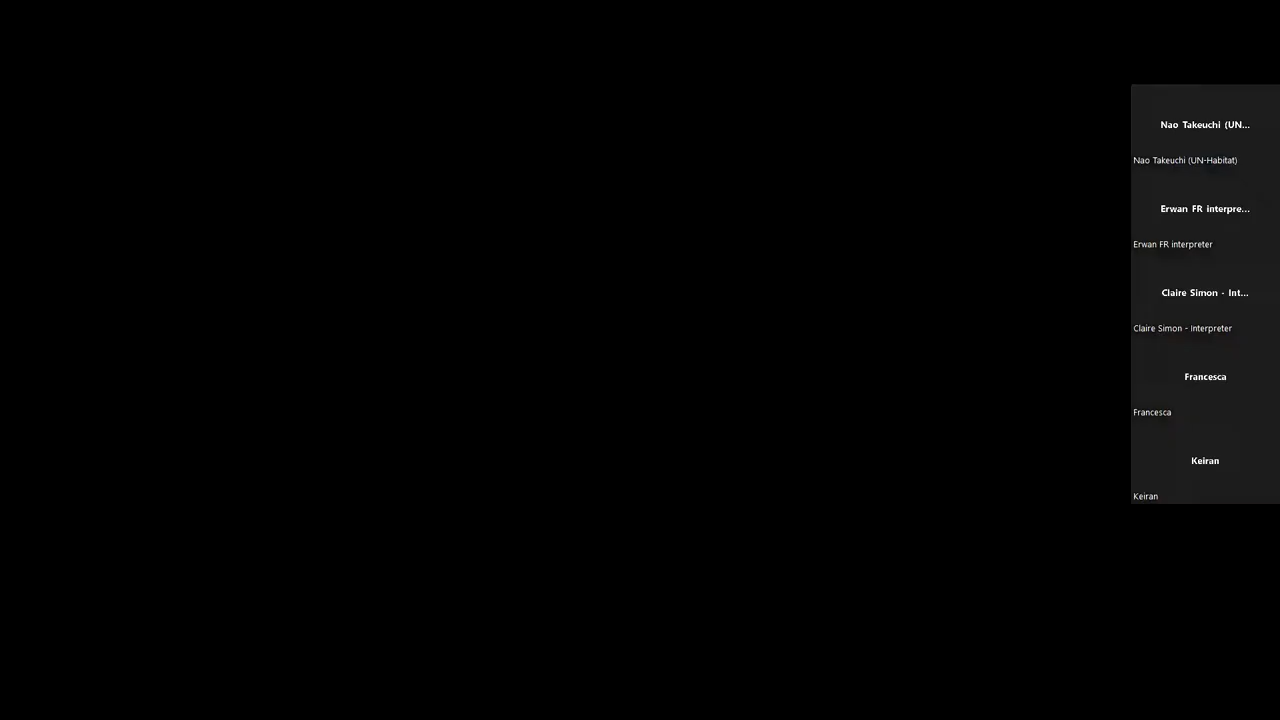 Nao Takeuchi (UN...
Nao Takeuchi (UN-Habitat)
Erwan FR interpre...
Erwan FR interpreter
Claire Simon - Int...
Claire Simon - Interpreter
Francesca
Francesca
Keiran
Keiran